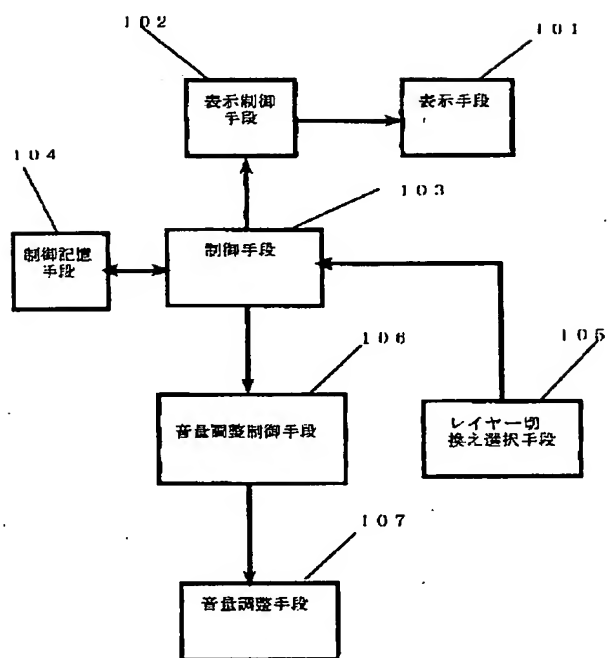 102
101
表示制御
手段
表示手段
104
103
制御記憶
手段
制御手段
106
105
音量調整制御手段
レイヤー切
換え選択手段
107
音量調整手段